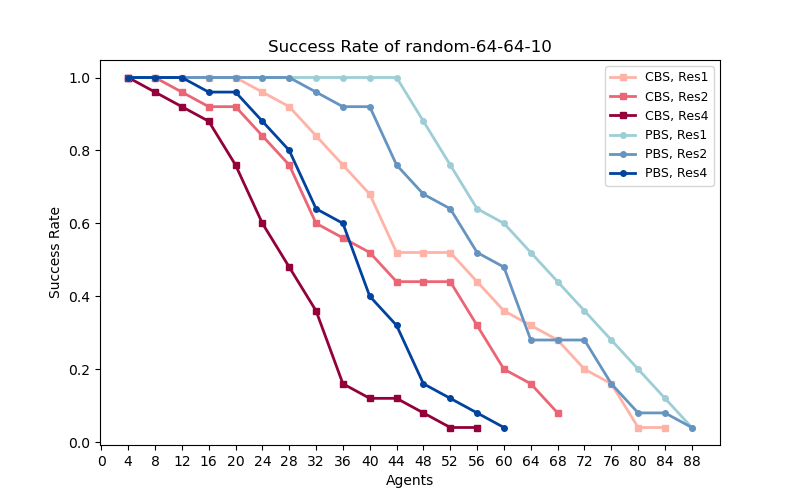 Success Rate of random-64-64-10
CBS, Res1
CBS, Res2
CBS, Res4
PBS, Res1
PBS, Res2
PBS, Res4
Success Rate
1.0
0.8
0.6
0.4
0.2
0.0
0 4 8 12 16 20 24 28 32 36 40 44 48 52 56 60 64 68 72 76 80 84 88
Agents